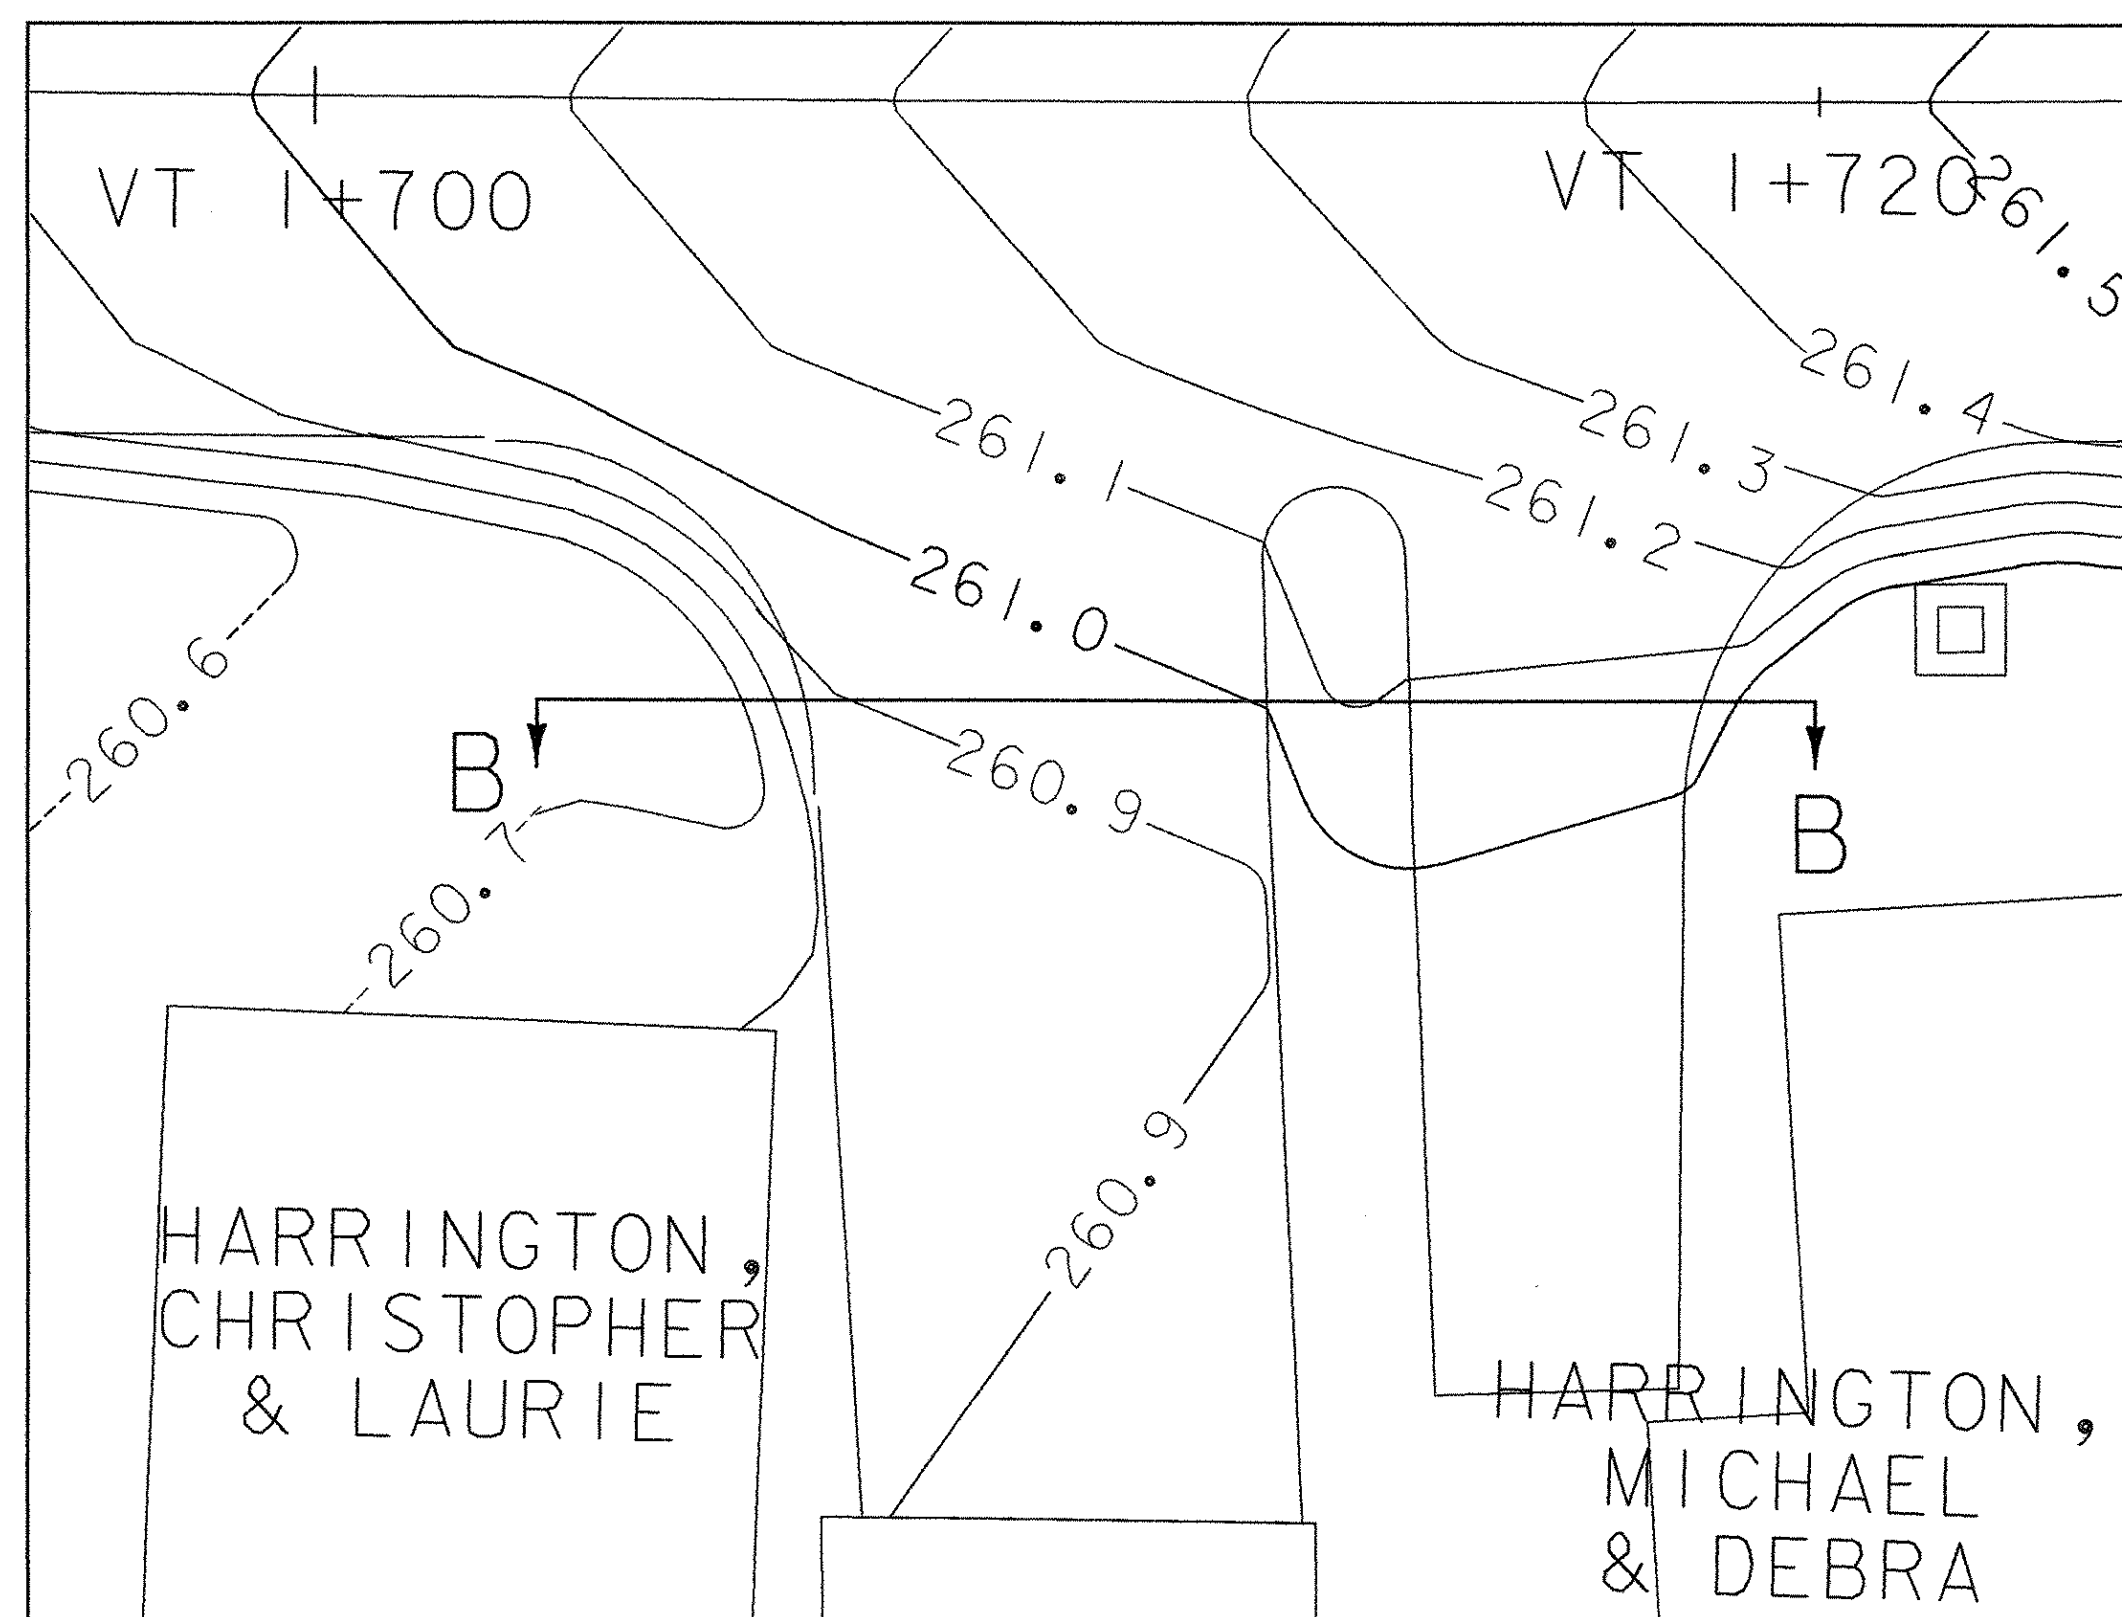 VT 1+700
VT 1+720
261.5
261.4
261.3
261.1
261.2
261.0
260.6
260.9
B
B
260.7
260.9
HARRINGTON,
CHRISTOPHER
& LAURIE
HARRINGTON,
MICHAEL
& DEBRA